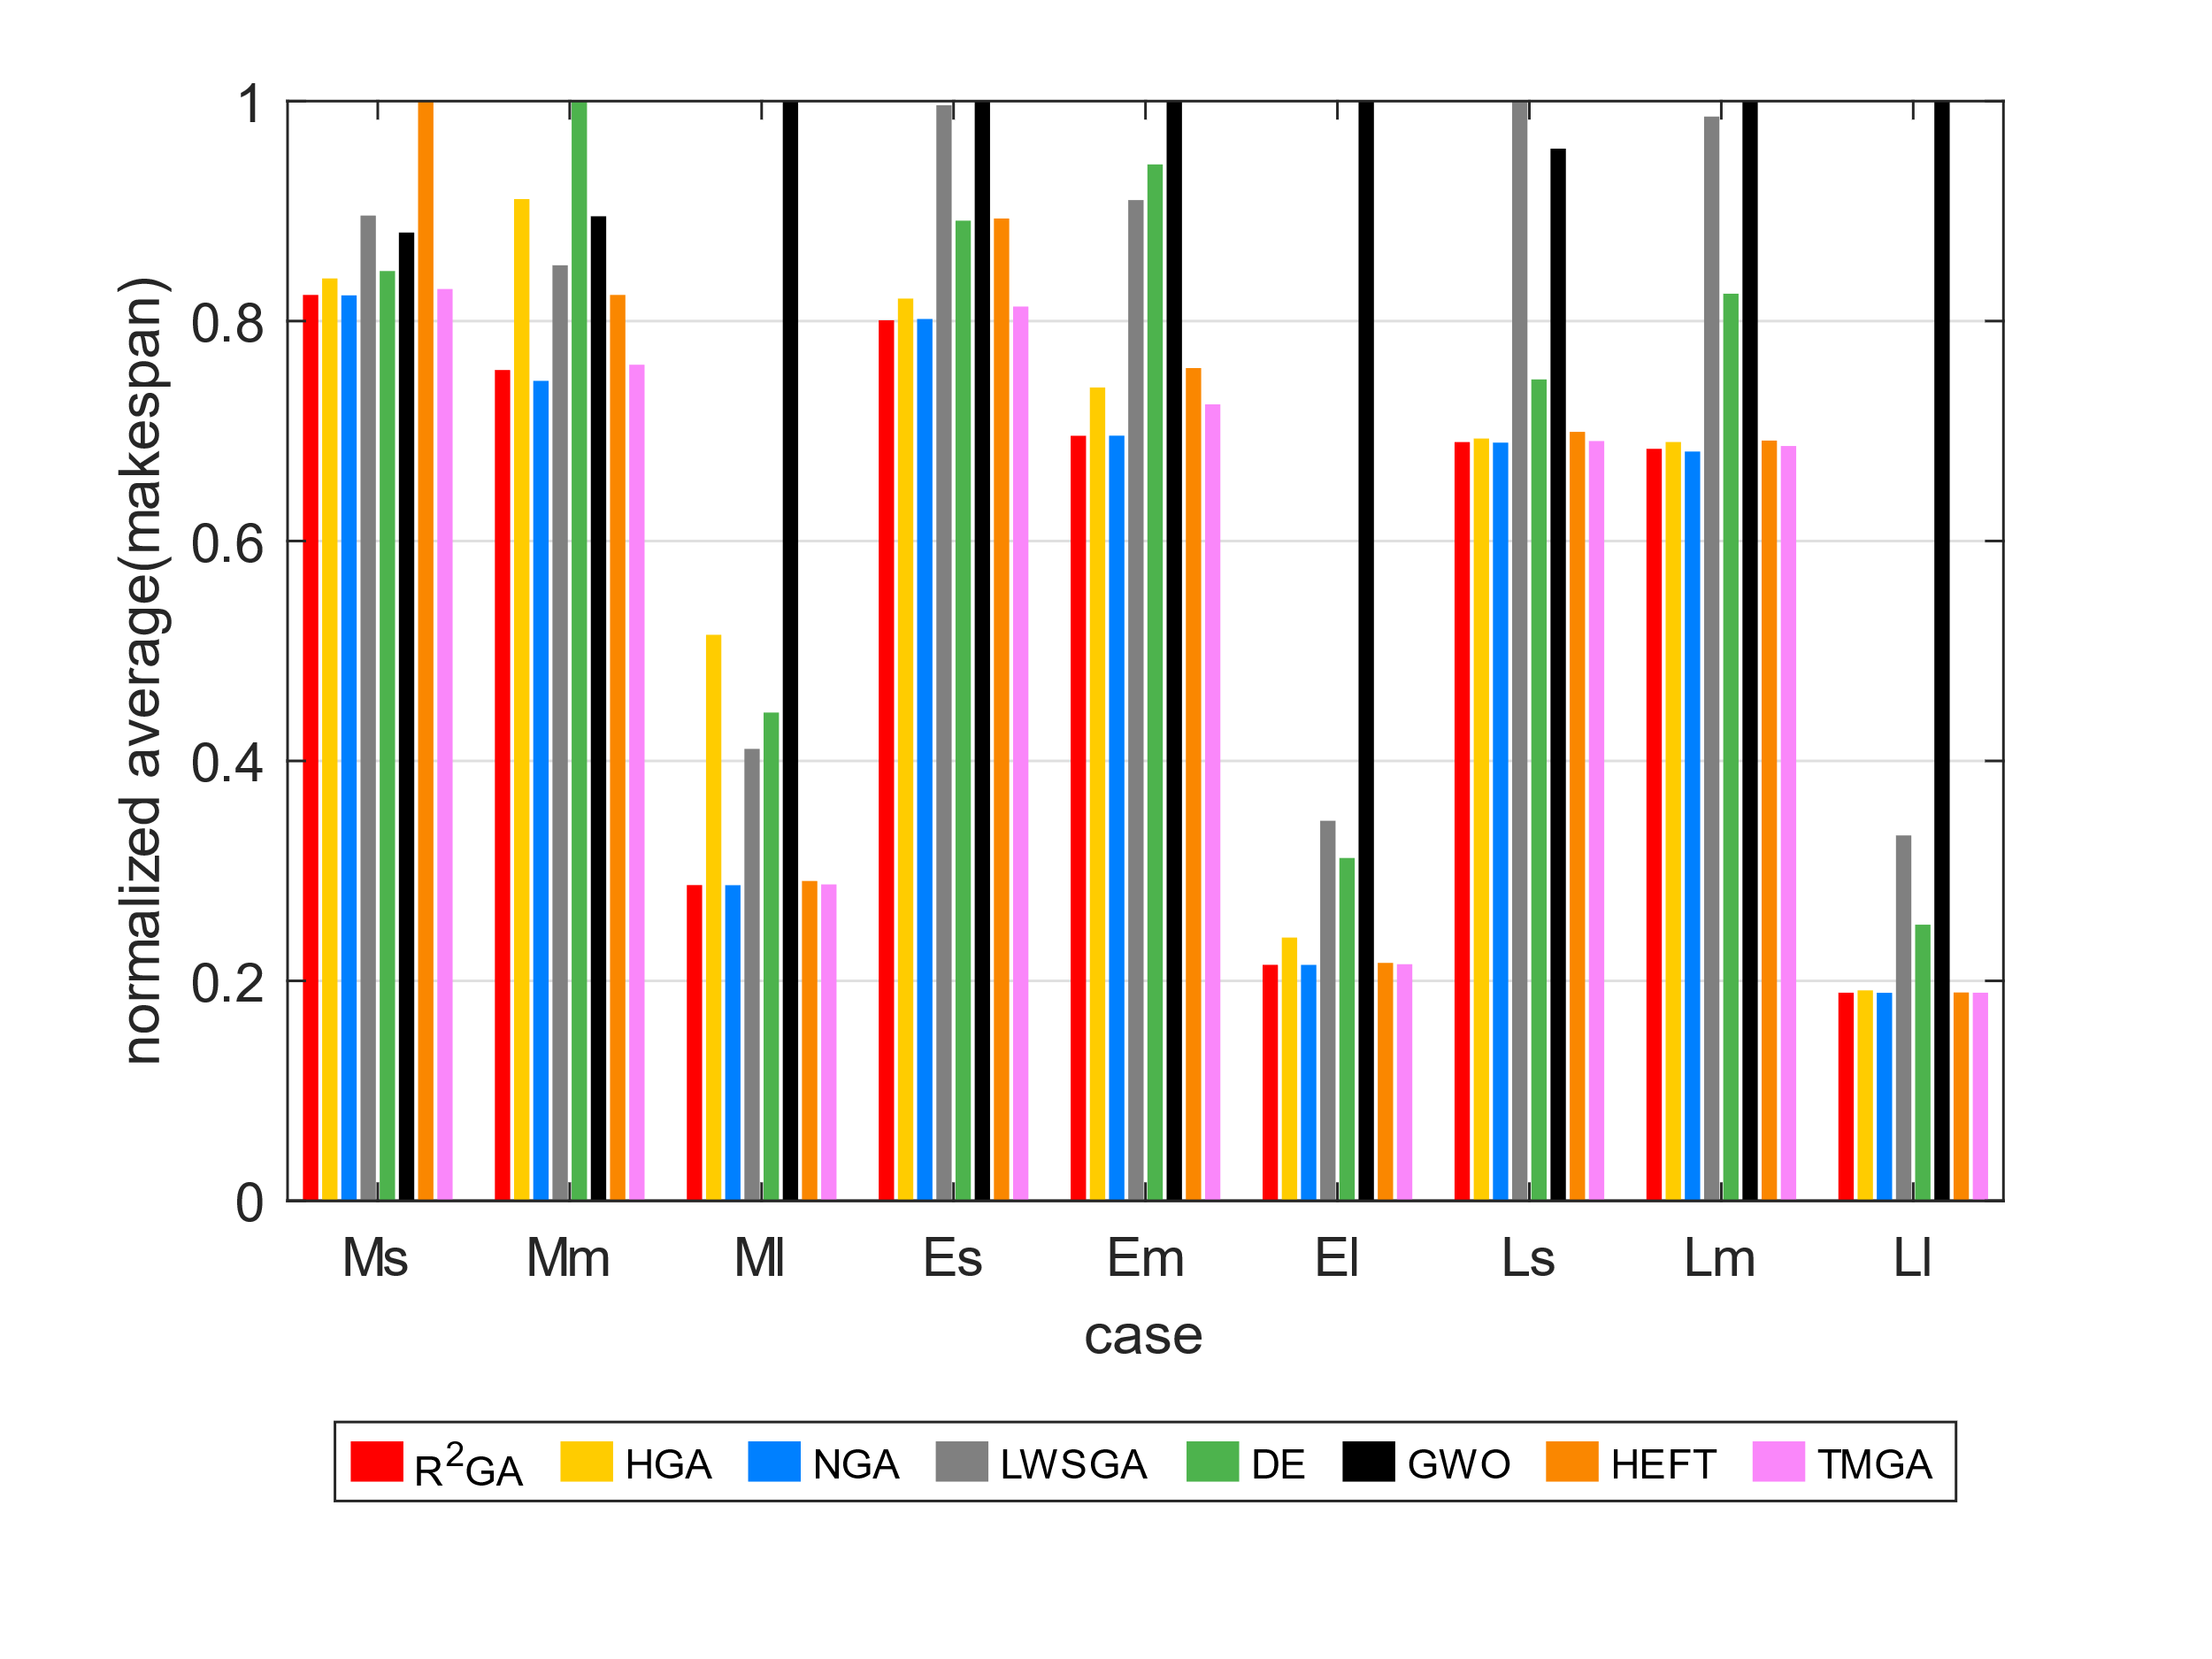 normalized average(makespan)
1
0.8
0.6
0.4
0.2
0
Ms Mm Ml Es Em El Ls Lm Ll
case
R²GA HGA NGA LWSGA DE GWO HEFT TMGA